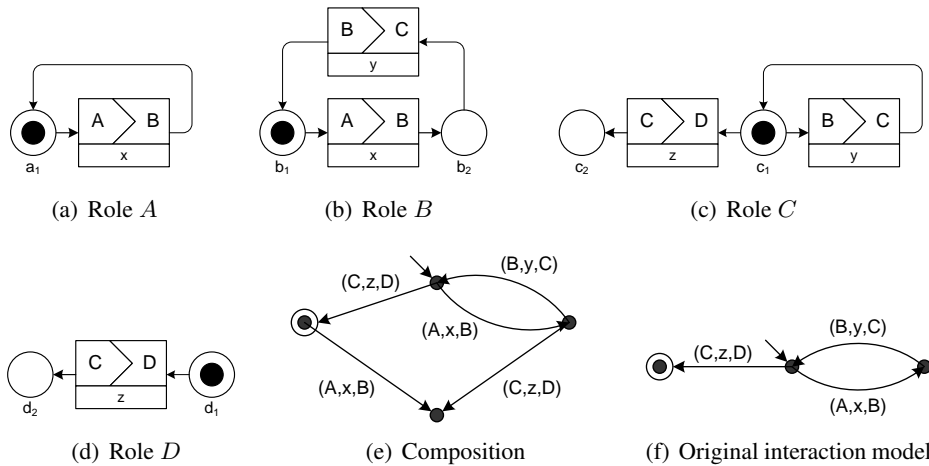 A B
x
a1
(a) Role A
B C
y
A B
x
b1
b2
(b) Role B
C D
z
B C
y
c2
c1
(c) Role C
C D
z
d2
d1
(d) Role D
(C,z,D)
(B,y,C)
(A,x,B)
(A,x,B)
(C,z,D)
(e) Composition
(C,z,D)
(B,y,C)
(A,x,B)
(f) Original interaction model